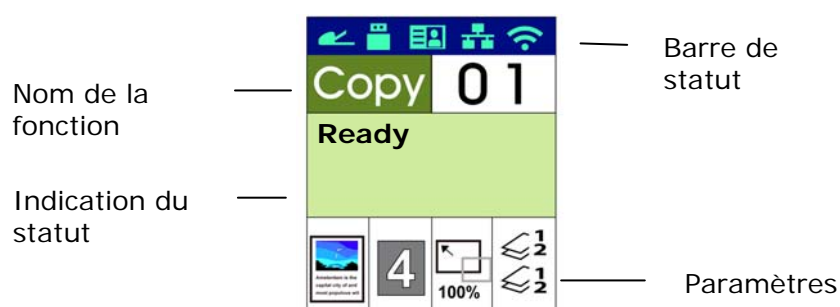 Barre de
statut
Nom de la
fonction
Copy 01
Ready
Indication du
statut
Amsterdam is the
capital city of and
most populous wit
4
100%
1
2
1
2
Paramètres